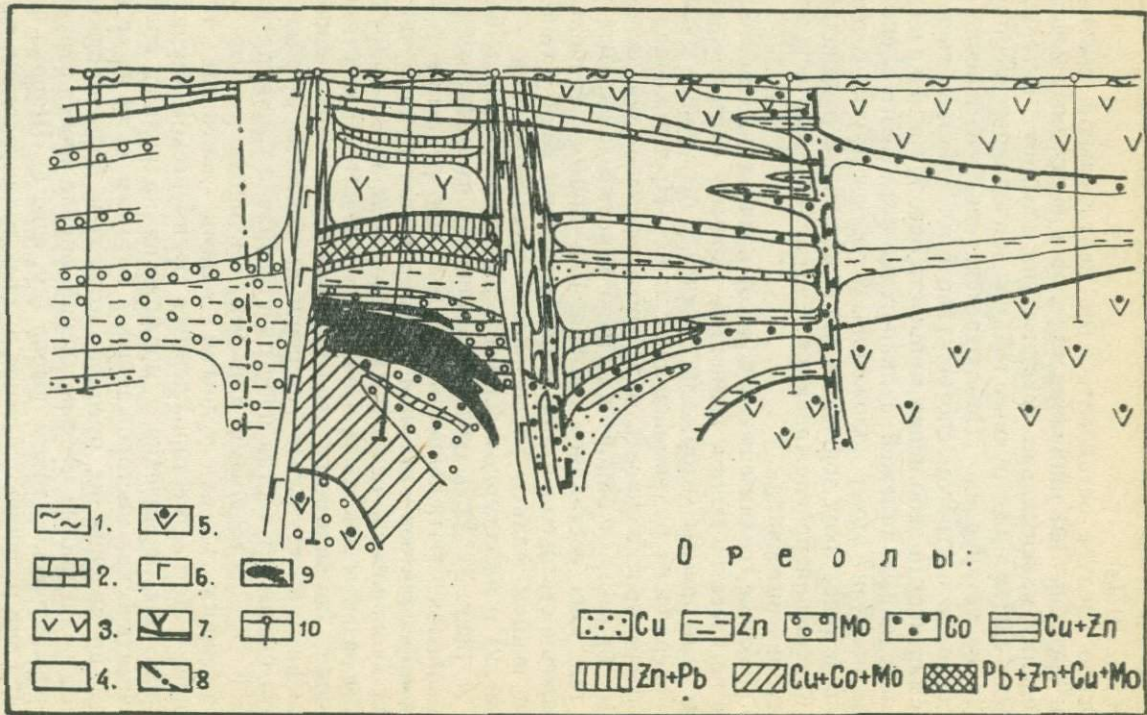 О р е о л ы :
1. 5.
2. 6. 9
3. 7. 10
4. 8
Cu Zn Mo Co Cu+Zn
Zn+Pb Cu+Co+Mo Pb+Zn+Cu+Mo